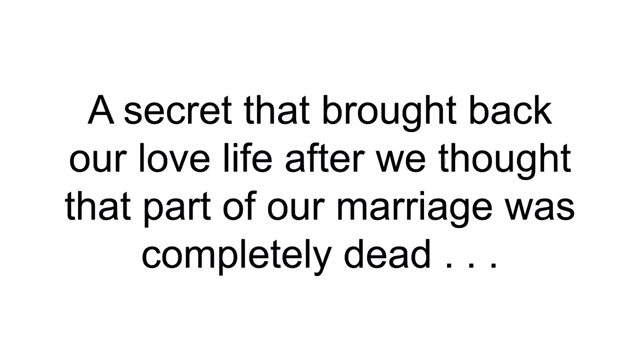 A secret that brought back
our love life after we thought
that part of our marriage was
completely dead . . .